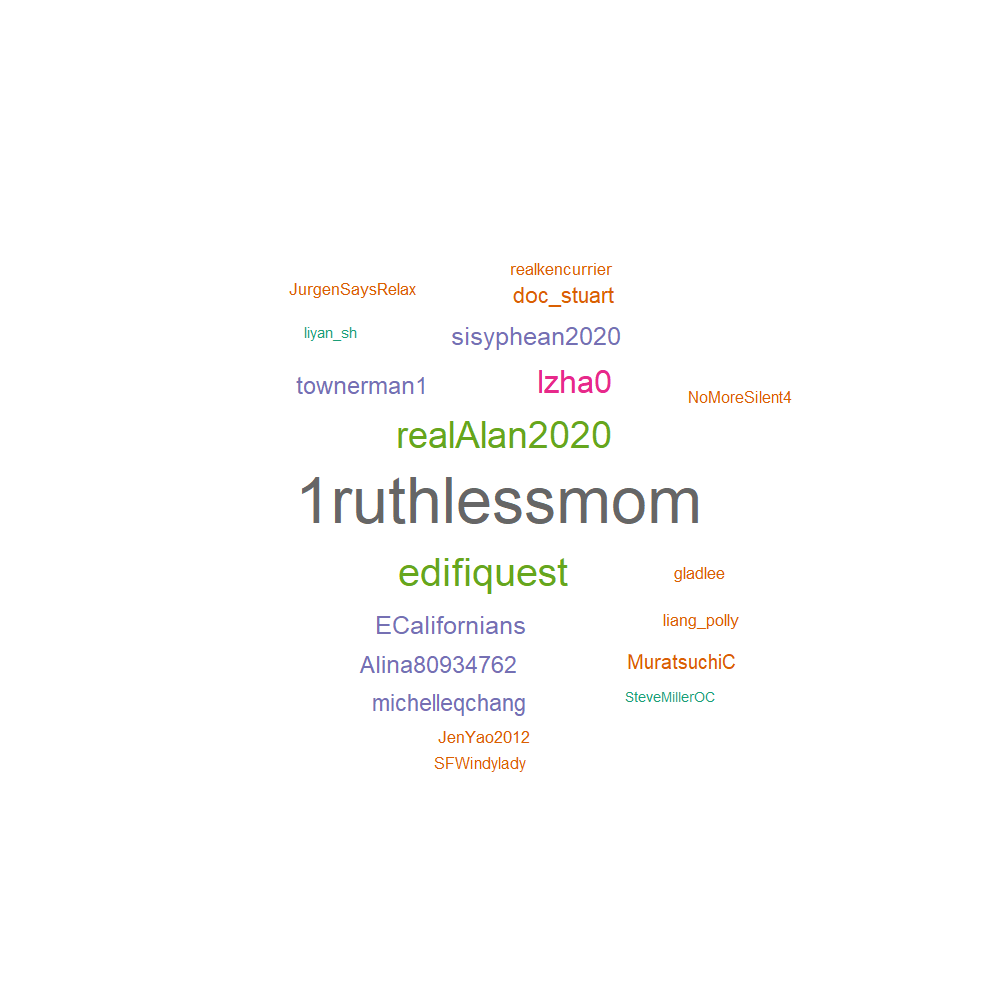 realkencurrier
JurgenSaysRelax
doc_stuart
liyan_sh
sisyphean2020
townerman1
lzha0
NoMoreSilent4
realAlan2020
1ruthlessmom
edifiquest
gladlee
ECalifornians
liang_polly
Alina80934762
MuratsuchiC
michelleqchang
SteveMillerOC
JenYao2012
SFWindylady